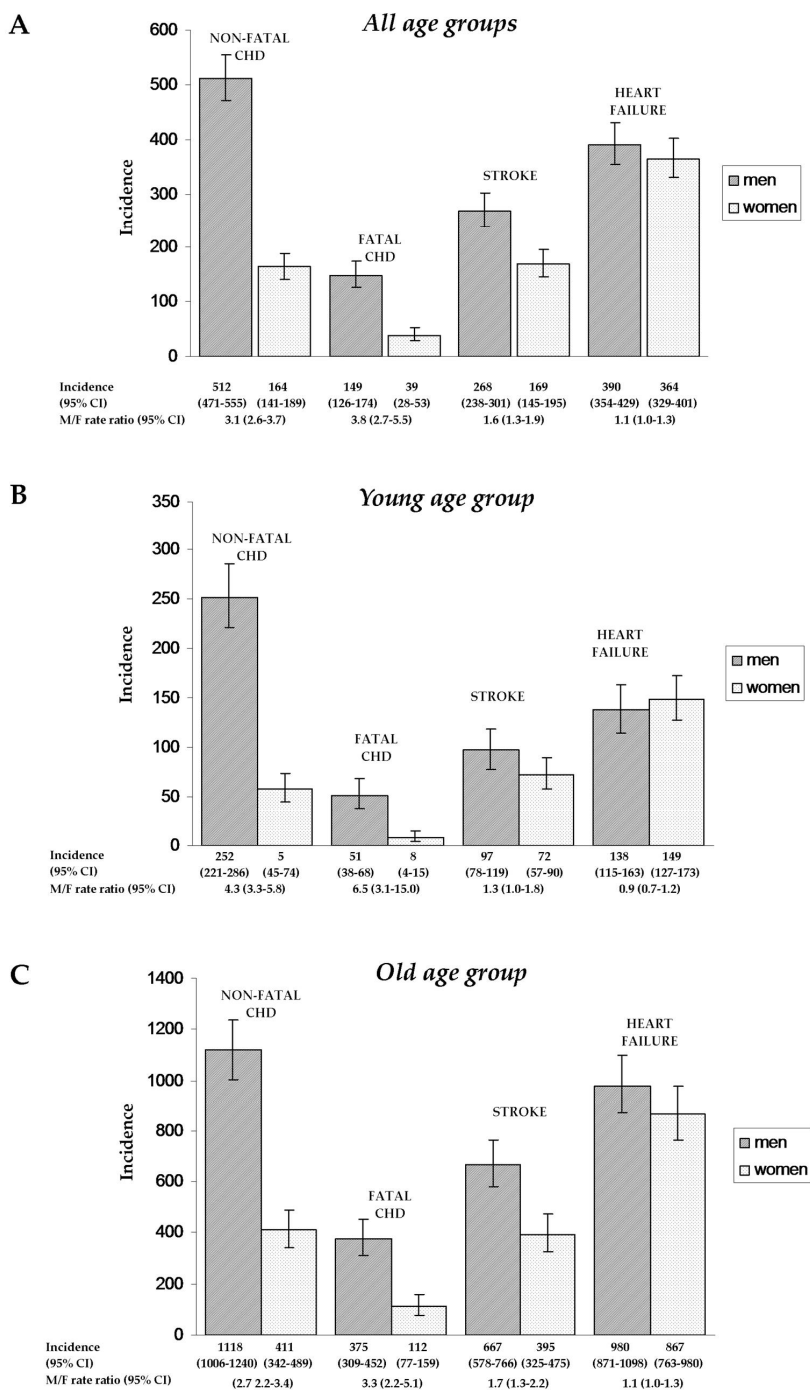 A
All age groups
600
500
400
300
200
100
0
Incidence
NON-FATAL
CHD
FATAL
CHD
STROKE
HEART
FAILURE
men
women
Incidence 512 164 149 39 268 169 390 364
(95% CI) (471-555) (141-189) (126-174) (28-53) (238-301) (145-195) (354-429) (329-401)
M/F rate ratio (95% CI) 3.1 (2.6-3.7) 3.8 (2.7-5.5) 1.6 (1.3-1.9) 1.1 (1.0-1.3)
B
Young age group
350
300
250
200
150
100
50
0
Incidence
NON-FATAL
CHD
FATAL
CHD
STROKE
HEART
FAILURE
men
women
Incidence 252 5 51 8 97 72 138 149
(95% CI) (221-286) (45-74) (38-68) (4-15) (78-119) (57-90) (115-163) (127-173)
M/F rate ratio (95% CI) 4.3 (3.3-5.8) 6.5 (3.1-15.0) 1.3 (1.0-1.8) 0.9 (0.7-1.2)
C
Old age group
1400
1200
1000
800
600
400
200
0
Incidence
NON-FATAL
CHD
FATAL
CHD
STROKE
HEART
FAILURE
men
women
Incidence 1118 411 375 112 667 395 980 867
(95% CI) (1006-1240) (342-489) (309-452) (77-159) (578-766) (325-475) (871-1098) (763-980)
M/F rate ratio (95% CI) (2.7 2.2-3.4) 3.3 (2.2-5.1) 1.7 (1.3-2.2) 1.1 (1.0-1.3)